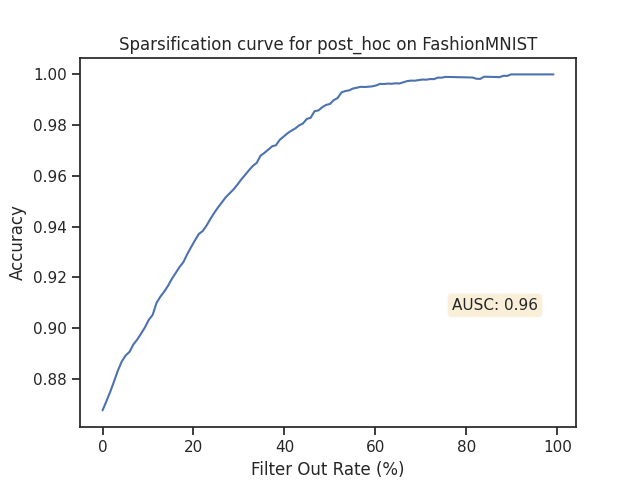 Sparsification curve for post_hoc on FashionMNIST
1.00
0.98
0.96
0.94
0.92
0.90
0.88
Accuracy
AUSC: 0.96
0 20 40 60 80 100
Filter Out Rate (%)